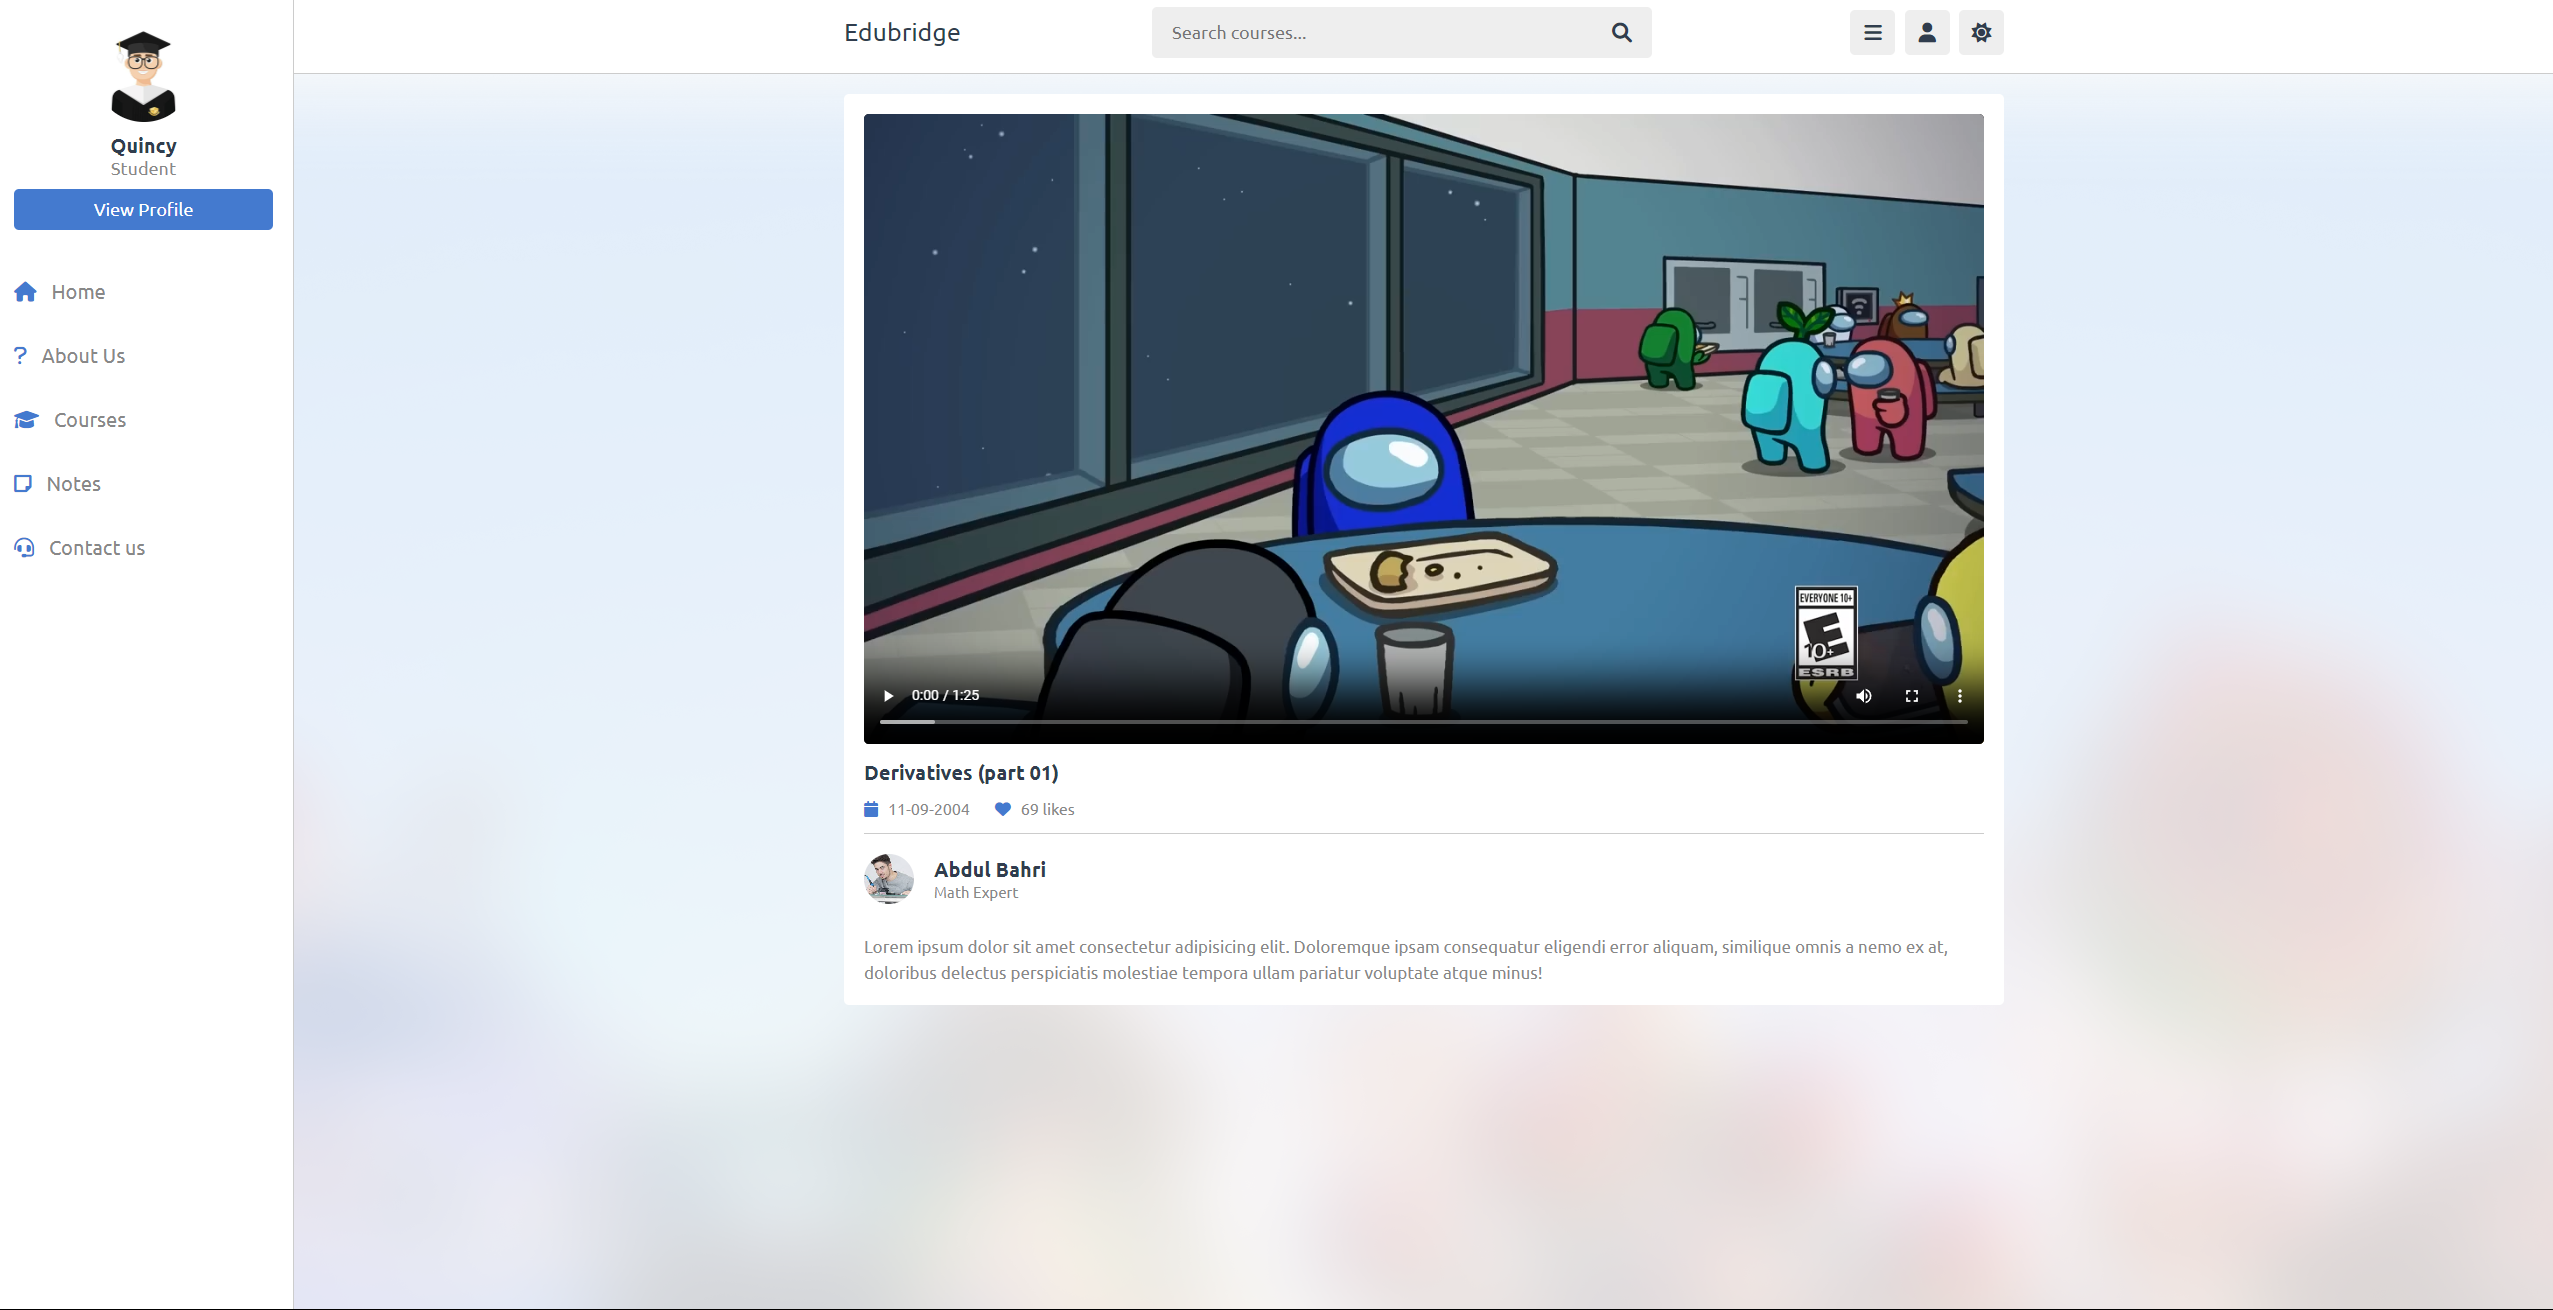 Edubridge
Search courses...
Quincy
Student
View Profile
Home
About Us
Courses
Notes
Contact us
EVERYONE 10+
E
10+
ESRB
0:00 / 1:25
Derivatives (part 01)
11-09-2004 69 likes
Abdul Bahri
Math Expert
Lorem ipsum dolor sit amet consectetur adipisicing elit. Doloremque ipsam consequatur eligendi error aliquam, similique omnis a nemo ex at,
doloribus delectus perspiciatis molestiae tempora ullam pariatur voluptate atque minus!